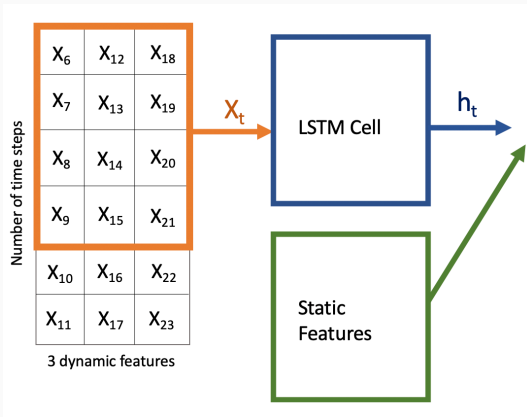 X6 X12 X18
X7 X13 X19
X8 X14 X20
X9 X15 X21
X10 X16 X22
X11 X17 X23
Number of time steps
3 dynamic features
Xt
LSTM Cell
ht
Static
Features